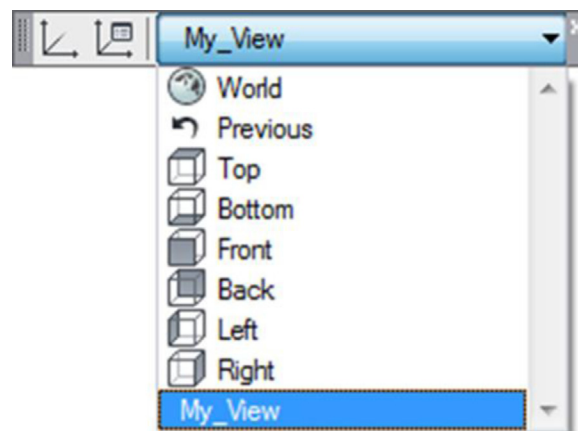 My_View
World
Previous
Top
Bottom
Front
Back
Left
Right
My_View